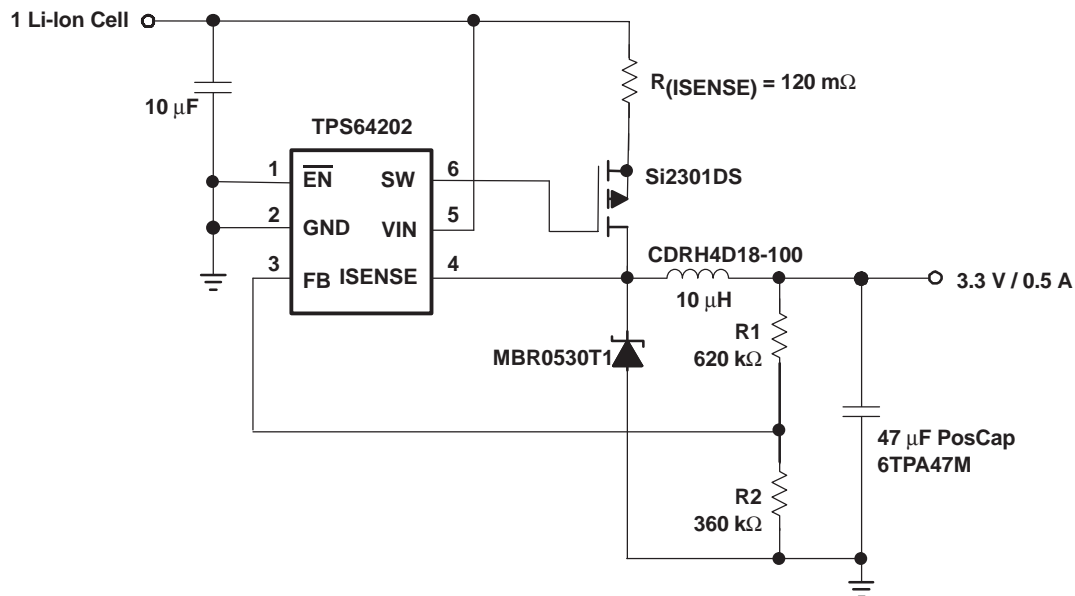 1 Li-Ion Cell
R(ISENSE) = 120 mΩ
10 μF
TPS64202
1
EN
SW
6
Si2301DS
2
GND
VIN
5
3
FB
ISENSE
4
CDRH4D18-100
10 μH
3.3 V / 0.5 A
R1
620 kΩ
MBR0530T1
47 μF PosCap
6TPA47M
R2
360 kΩ